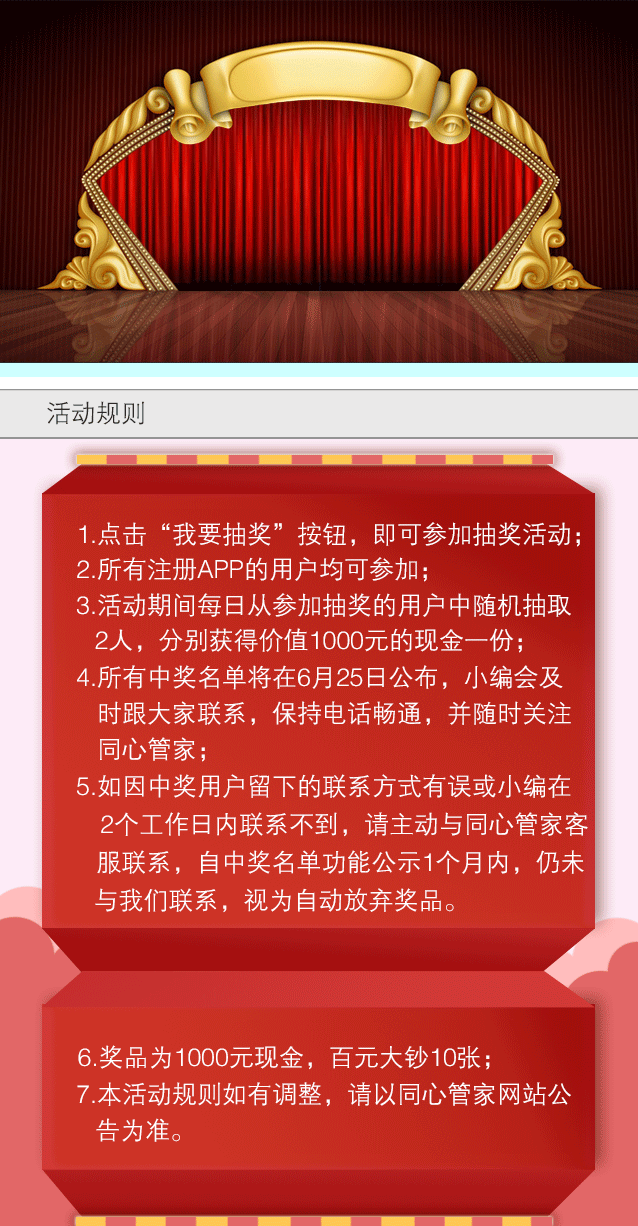 活动规则
1.点击“我要抽奖”按钮，即可参加抽奖活动；
2.所有注册APP的用户均可参加；
3.活动期间每日从参加抽奖的用户中随机抽取
2人，分别获得价值1000元的现金一份；
4.所有中奖名单将在6月25日公布，小编会及
时跟大家联系，保持电话畅通，并随时关注
同心管家；
5.如因中奖用户留下的联系方式有误或小编在
2个工作日内联系不到，请主动与同心管家客
服联系，自中奖名单功能公示1个月内，仍未
与我们联系，视为自动放弃奖品。
6.奖品为1000元现金，百元大钞10张；
7.本活动规则如有调整，请以同心管家网站公
告为准。